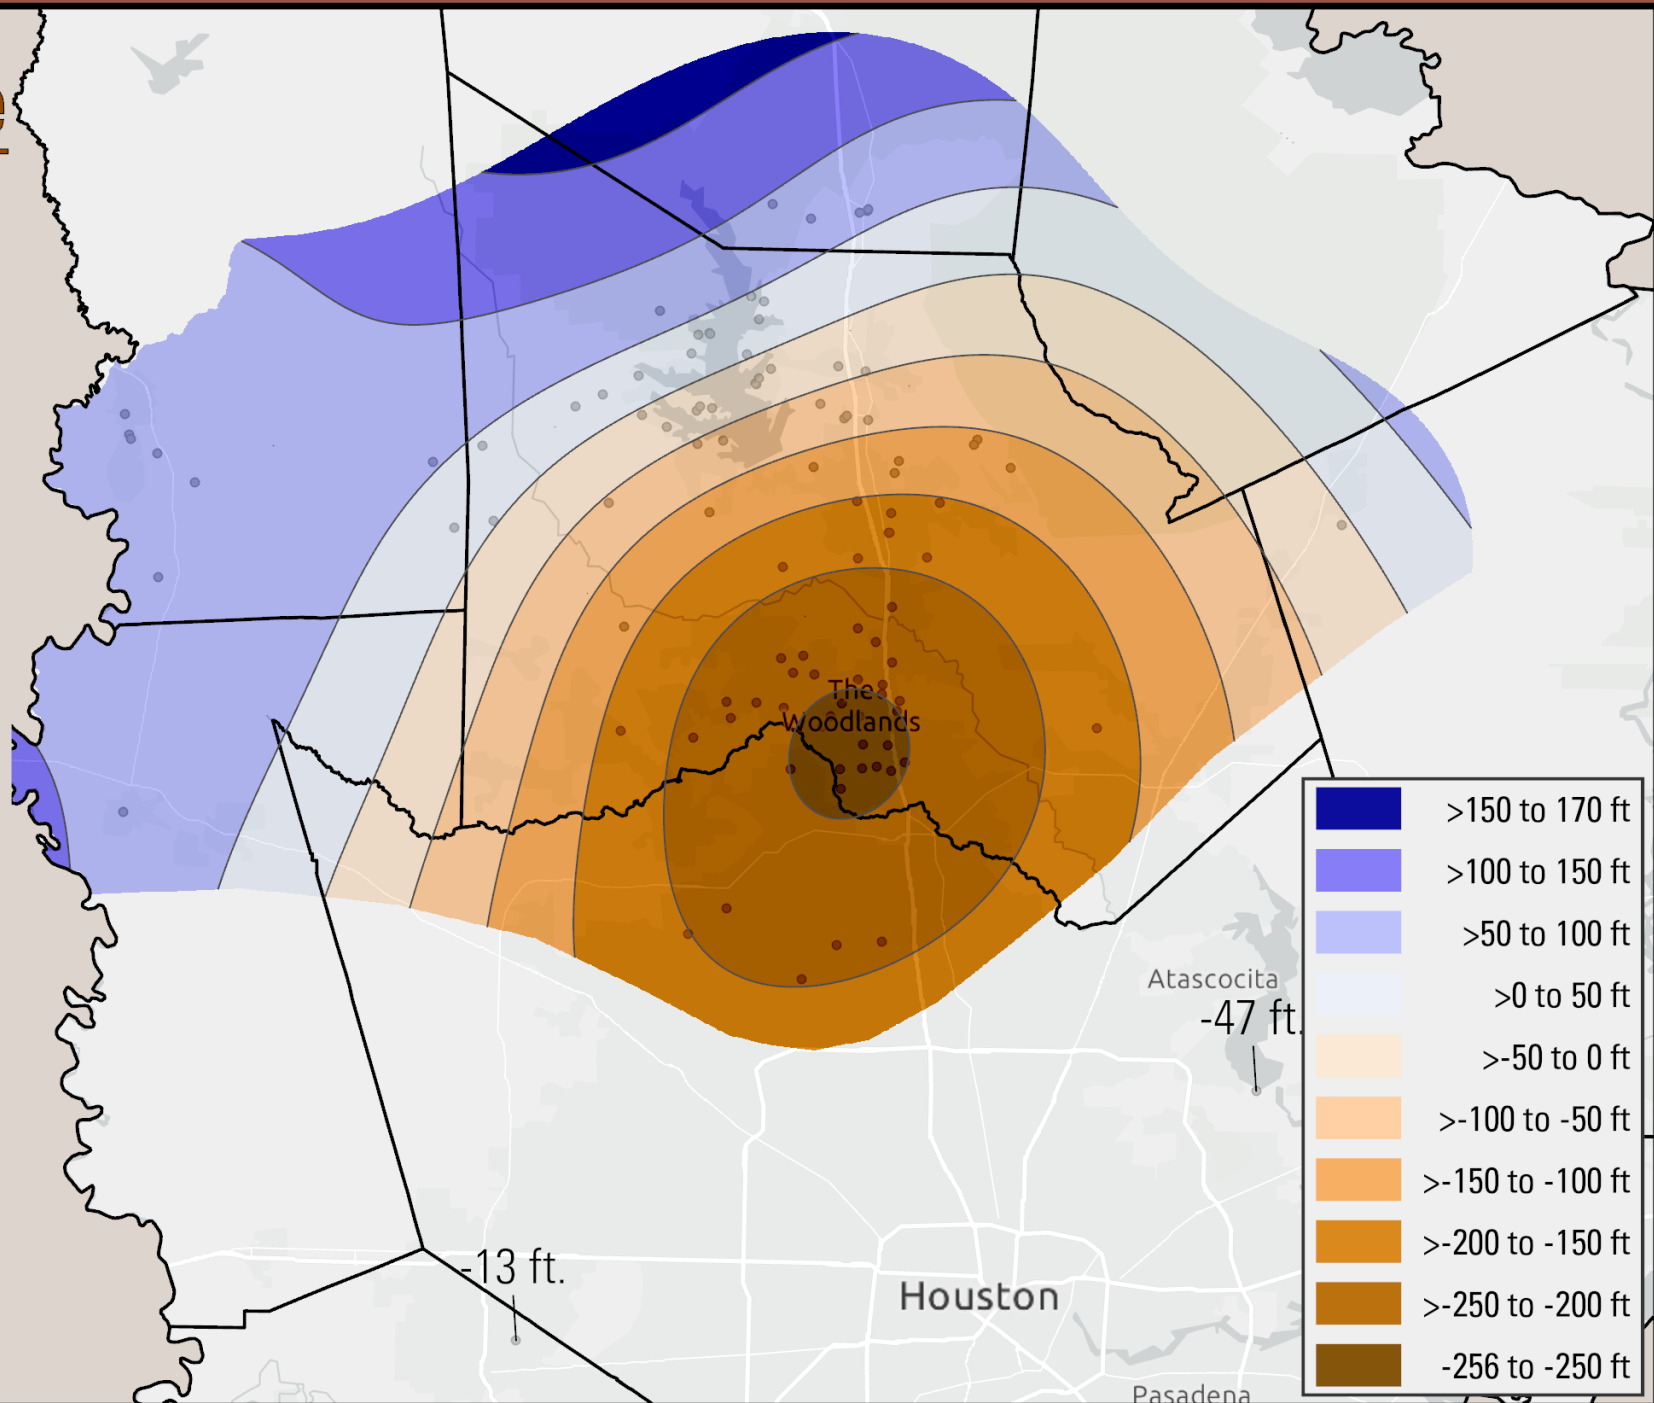 The
Woodlands
Atascocita
-47 ft.
-13 ft.
Houston
Pasadena
>150 to 170 ft
>100 to 150 ft
>50 to 100 ft
>0 to 50 ft
>-50 to 0 ft
>-100 to -50 ft
>-150 to -100 ft
>-200 to -150 ft
>-250 to -200 ft
-256 to -250 ft